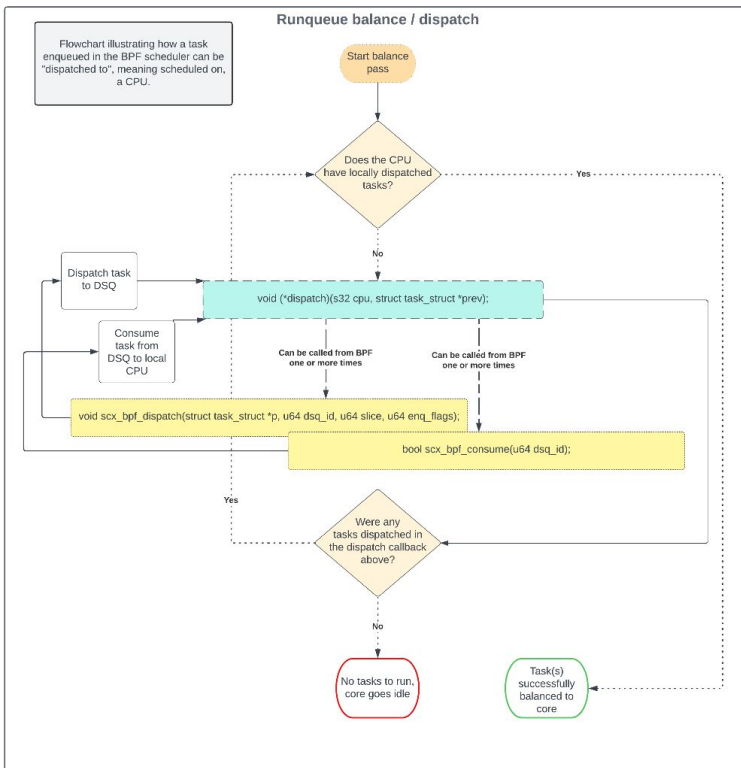 Runqueue balance / dispatch
Flowchart illustrating how a task
enqueued in the BPF scheduler can be
"dispatched to", meaning scheduled on,
a CPU.
Start balance
pass
Does the CPU
have locally dispatched
tasks?
Yes
No
Dispatch task
to DSQ
void (*dispatch)(s32 cpu, struct task_struct *prev);
Consume
task from
DSQ to local
CPU
Can be called from BPF
one or more times
Can be called from BPF
one or more times
void scx_bpf_dispatch(struct task_struct *p, u64 dsq_id, u64 slice, u64 enq_flags);
bool scx_bpf_consume(u64 dsq_id);
Yes
Were any
tasks dispatched in
the dispatch callback
above?
No
No tasks to run,
core goes idle
Task(s)
successfully
balanced to
core